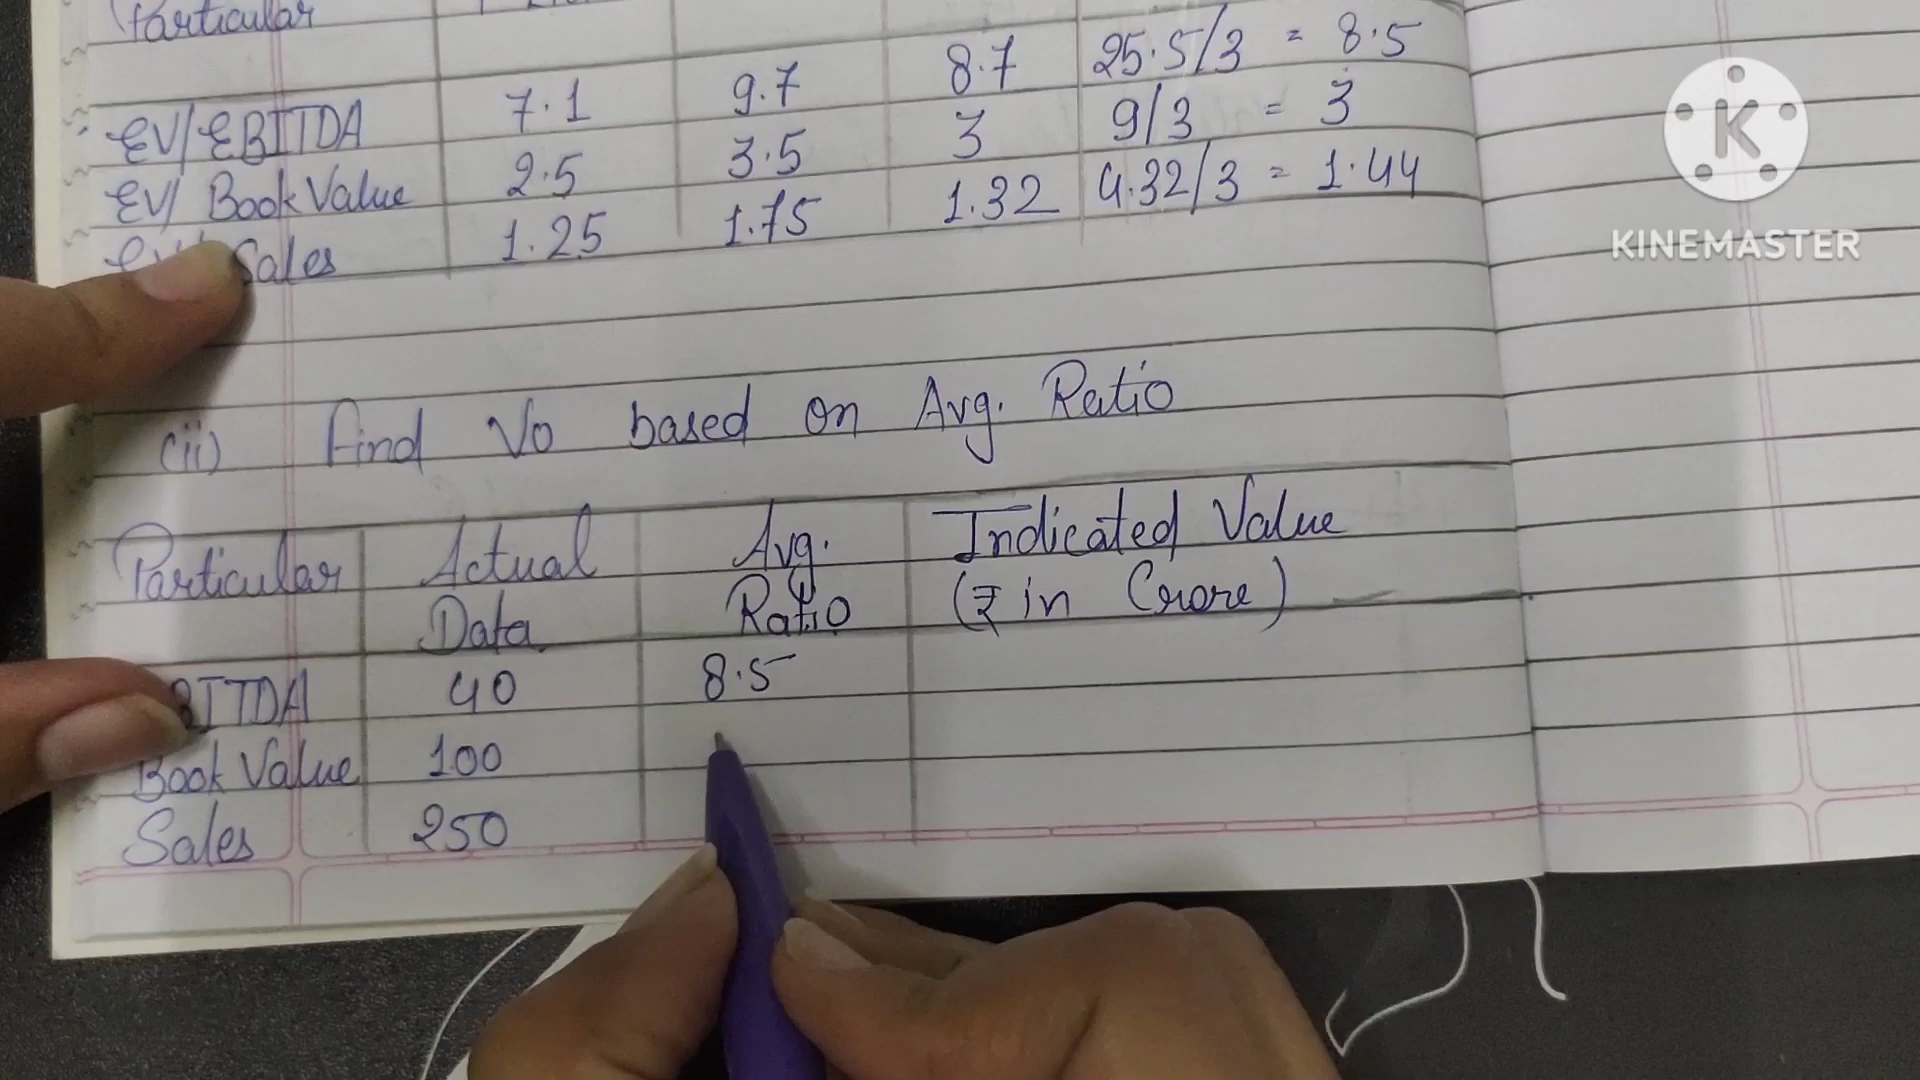 Particular
EV/EBITDA 7.1 9.7 8.7 25.5/3 = 8.5
EV/ Book Value 2.5 3.5 3 9/3 = 3
Sales 1.25 1.75 1.32 4.32/3 = 1.44
(ii) Find Vo based on Avg. Ratio
Particular Actual Data Avg. Ratio Indicated Value (₹ in Crore)
BITDA 40 8.5
Book Value 100
Sales 250
K
KINEMASTER